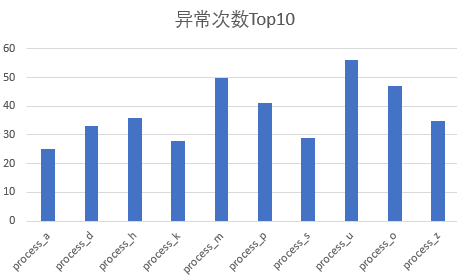 异常次数Top10
60
50
40
30
20
10
0
process_a
process_d
process_h
process_k
process_m
process_p
process_s
process_u
process_o
process_z